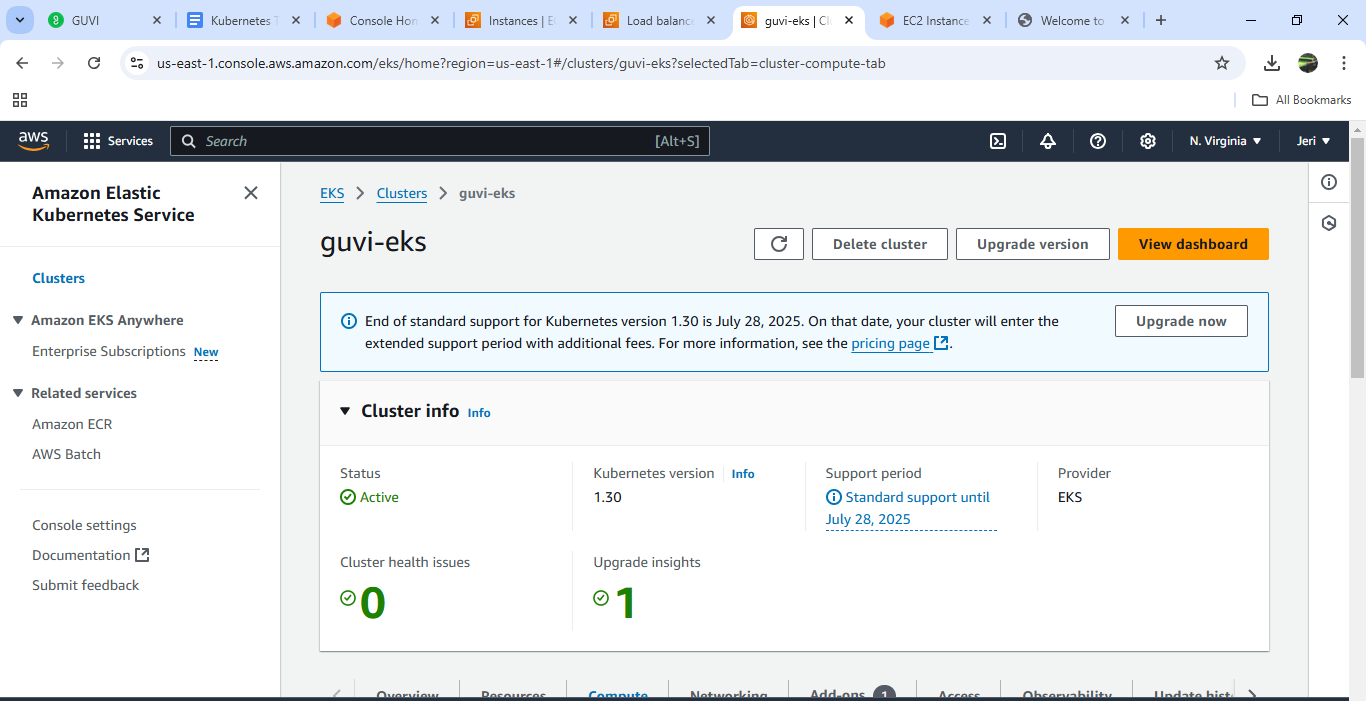 GUVI
Kubernetes T
Console Hom
Instances | E
Load balance
guvi-eks | Cl
EC2 Instance
Welcome to
us-east-1.console.aws.amazon.com/eks/home?region=us-east-1#/clusters/guvi-eks?selectedTab=cluster-compute-tab
All Bookmarks
aws
Services
Search
[Alt+S]
N. Virginia
Jeri
Amazon Elastic
Kubernetes Service
Clusters
Amazon EKS Anywhere
Enterprise Subscriptions New
Related services
Amazon ECR
AWS Batch
Console settings
Documentation
Submit feedback
EKS > Clusters > guvi-eks
guvi-eks
Delete cluster
Upgrade version
View dashboard
End of standard support for Kubernetes version 1.30 is July 28, 2025. On that date, your cluster will enter the
extended support period with additional fees. For more information, see the pricing page.
Upgrade now
Cluster info Info
Status
Active
Kubernetes version Info
1.30
Support period
Standard support until
July 28, 2025
Provider
EKS
Cluster health issues
0
Upgrade insights
1
Overview
Resources
Compute
Networking
Add-ons 1
Access
Observability
Update hist